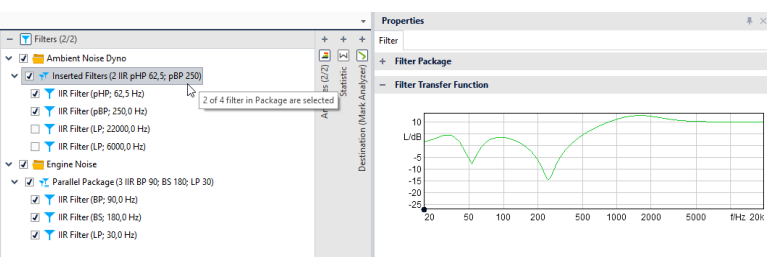 Properties
Filters (2/2)
Ambient Noise Dyno
Inserted Filters (2 IIR pHP 62,5; pBP 250)
IIR Filter (pHP; 62,5 Hz)
IIR Filter (pBP; 250,0 Hz)
IIR Filter (LP; 22000,0 Hz)
IIR Filter (LP; 6000,0 Hz)
Engine Noise
Parallel Package (3 IIR BP 90; BS 180; LP 30)
IIR Filter (BP; 90,0 Hz)
IIR Filter (BS; 180,0 Hz)
IIR Filter (LP; 30,0 Hz)
2 of 4 filter in Package are selected
(2/2)
Statistic
Destination (Mark Analyzer)
Filter
Filter Package
Filter Transfer Function
10
L/dB
-5
-10
-15
-20
-25
20 50 100 200 500 1000 2000 5000 f/Hz 20k